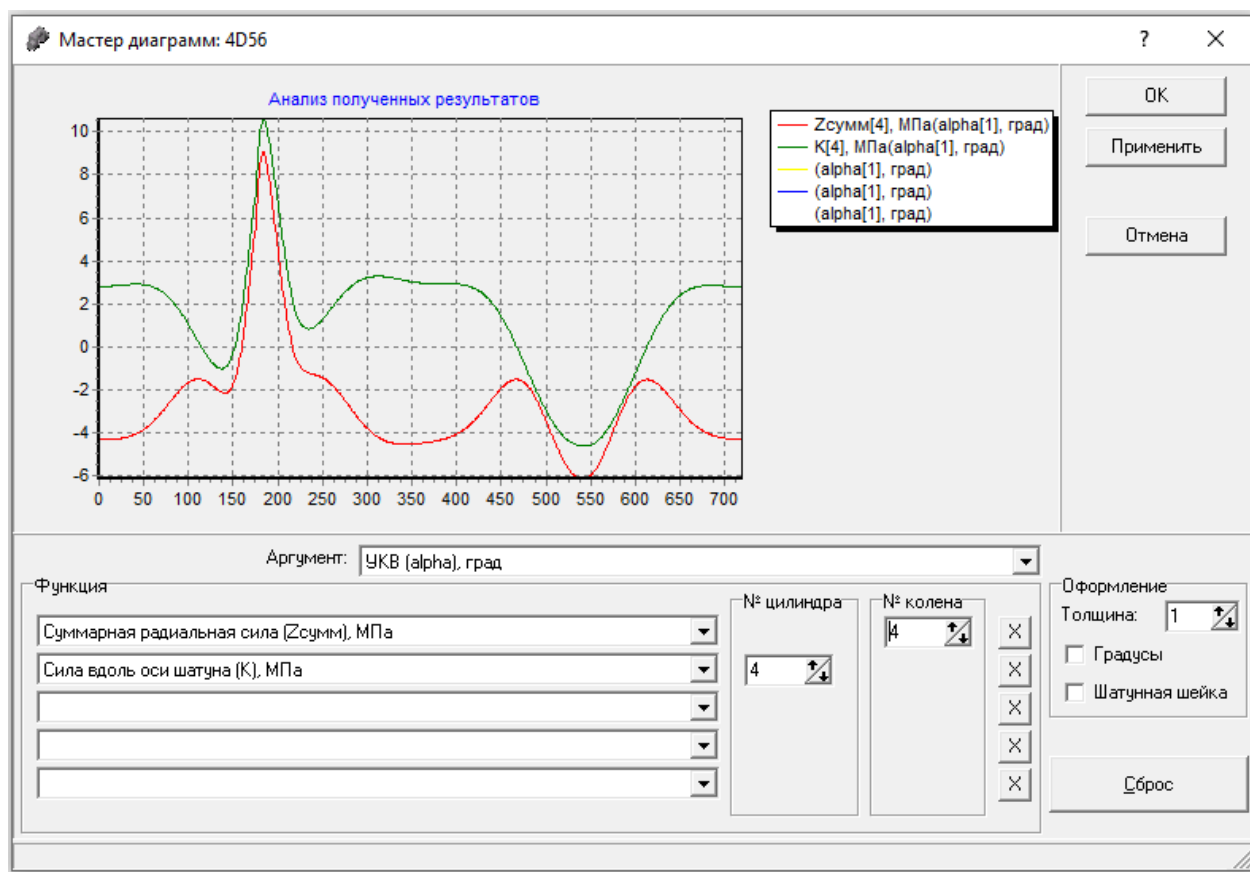 Мастер диаграмм: 4D56
? X
Анализ полученных результатов
OK
Применить
Отмена
Zсумм[4], МПа(alpha[1], град)
K[4], МПа(alpha[1], град)
(alpha[1], град)
(alpha[1], град)
(alpha[1], град)
10
8
6
4
2
0
-2
-4
-6
0 50 100 150 200 250 300 350 400 450 500 550 600 650 700
Аргумент: УКВ (alpha), град
Функция
№ цилиндра
№ колена
Оформление
Суммарная радиальная сила (Zсумм), МПа
4
X
Толщина: 1
Сила вдоль оси шатуна (K), МПа
4
X
Градусы
X
Шатунная шейка
X
X
Сброс